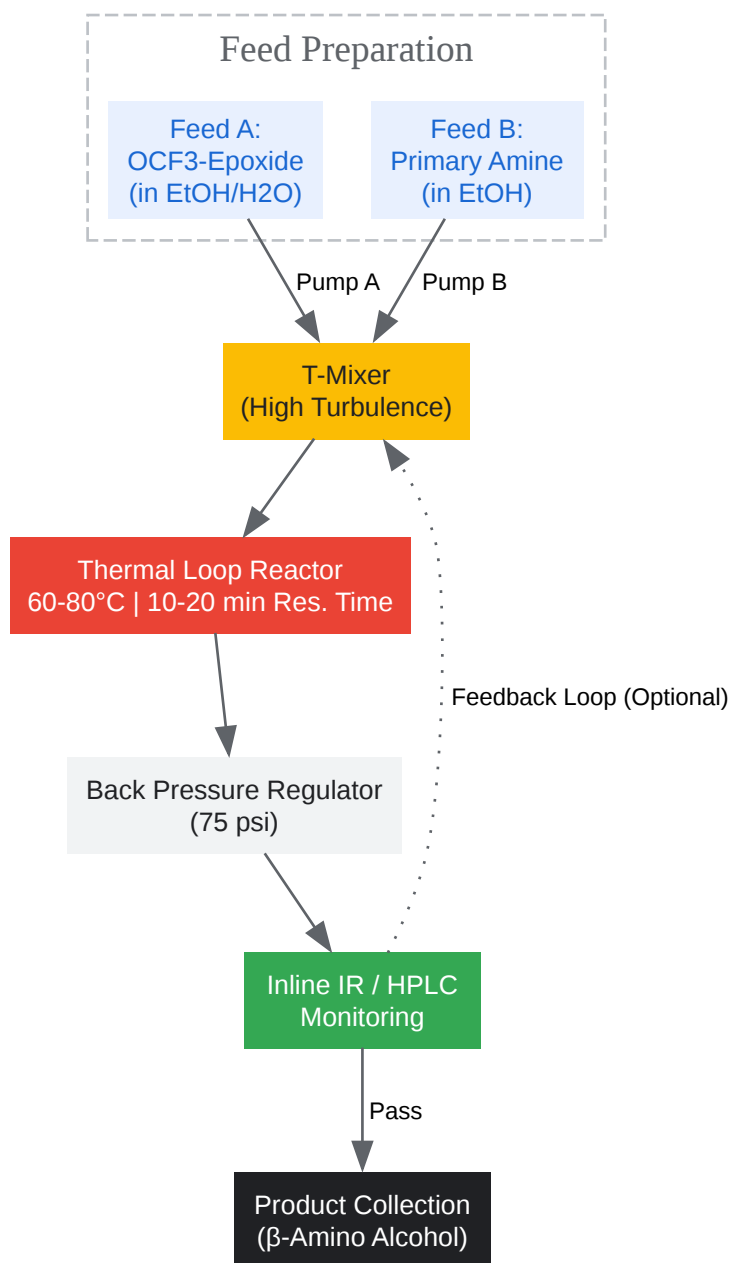 Feed Preparation
Feed A:
OCF3-Epoxide
(in EtOH/H2O)
Feed B:
Primary Amine
(in EtOH)
Pump A
Pump B
T-Mixer
(High Turbulence)
Thermal Loop Reactor
60-80°C | 10-20 min Res. Time
Feedback Loop (Optional)
Back Pressure Regulator
(75 psi)
Inline IR / HPLC
Monitoring
Pass
Product Collection
(β-Amino Alcohol)